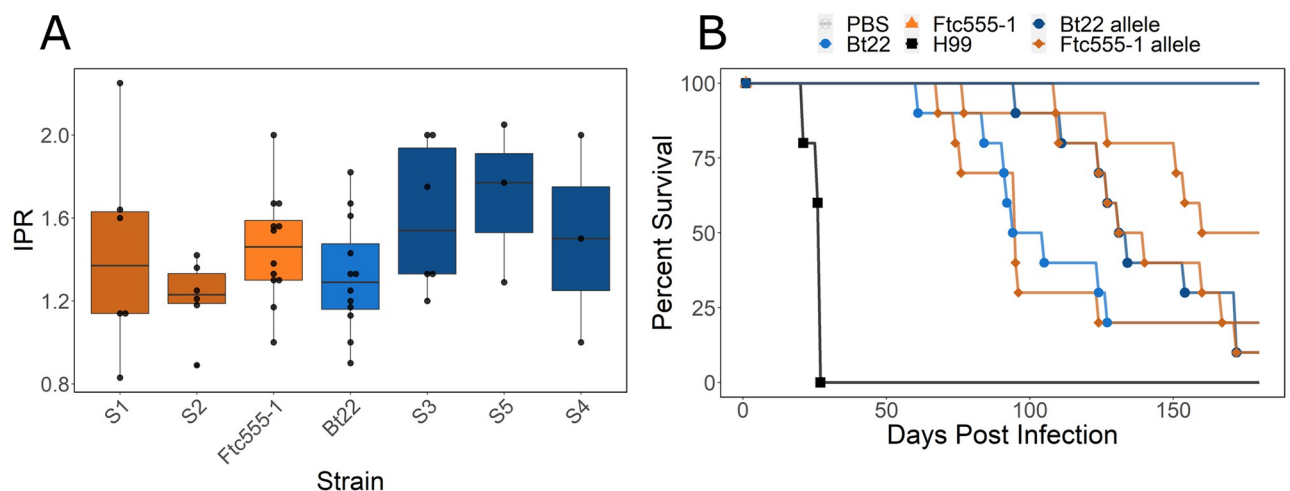 A
IPR
2.0
1.6
1.2
0.8
S1
S2
Ftc555-1
Bt22
S3
S5
S4
Strain
B
PBS
Ftc555-1
Bt22 allele
Bt22
H99
Ftc555-1 allele
Percent Survival
100
75
50
25
0
0
50
100
150
Days Post Infection